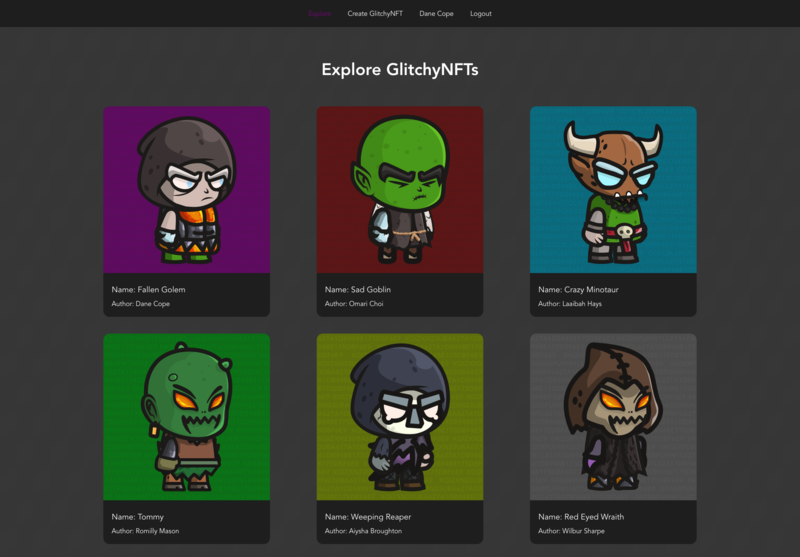 Explore Create GlitchyNFT Dane Cope Logout
Explore GlitchyNFTs
Name: Fallen Golem
Author: Dane Cope
Name: Sad Goblin
Author: Omari Choi
Name: Crazy Minotaur
Author: Laaibah Hays
Name: Tommy
Author: Romilly Mason
Name: Weeping Reaper
Author: Aiysha Broughton
Name: Red Eyed Wraith
Author: Wilbur Sharpe